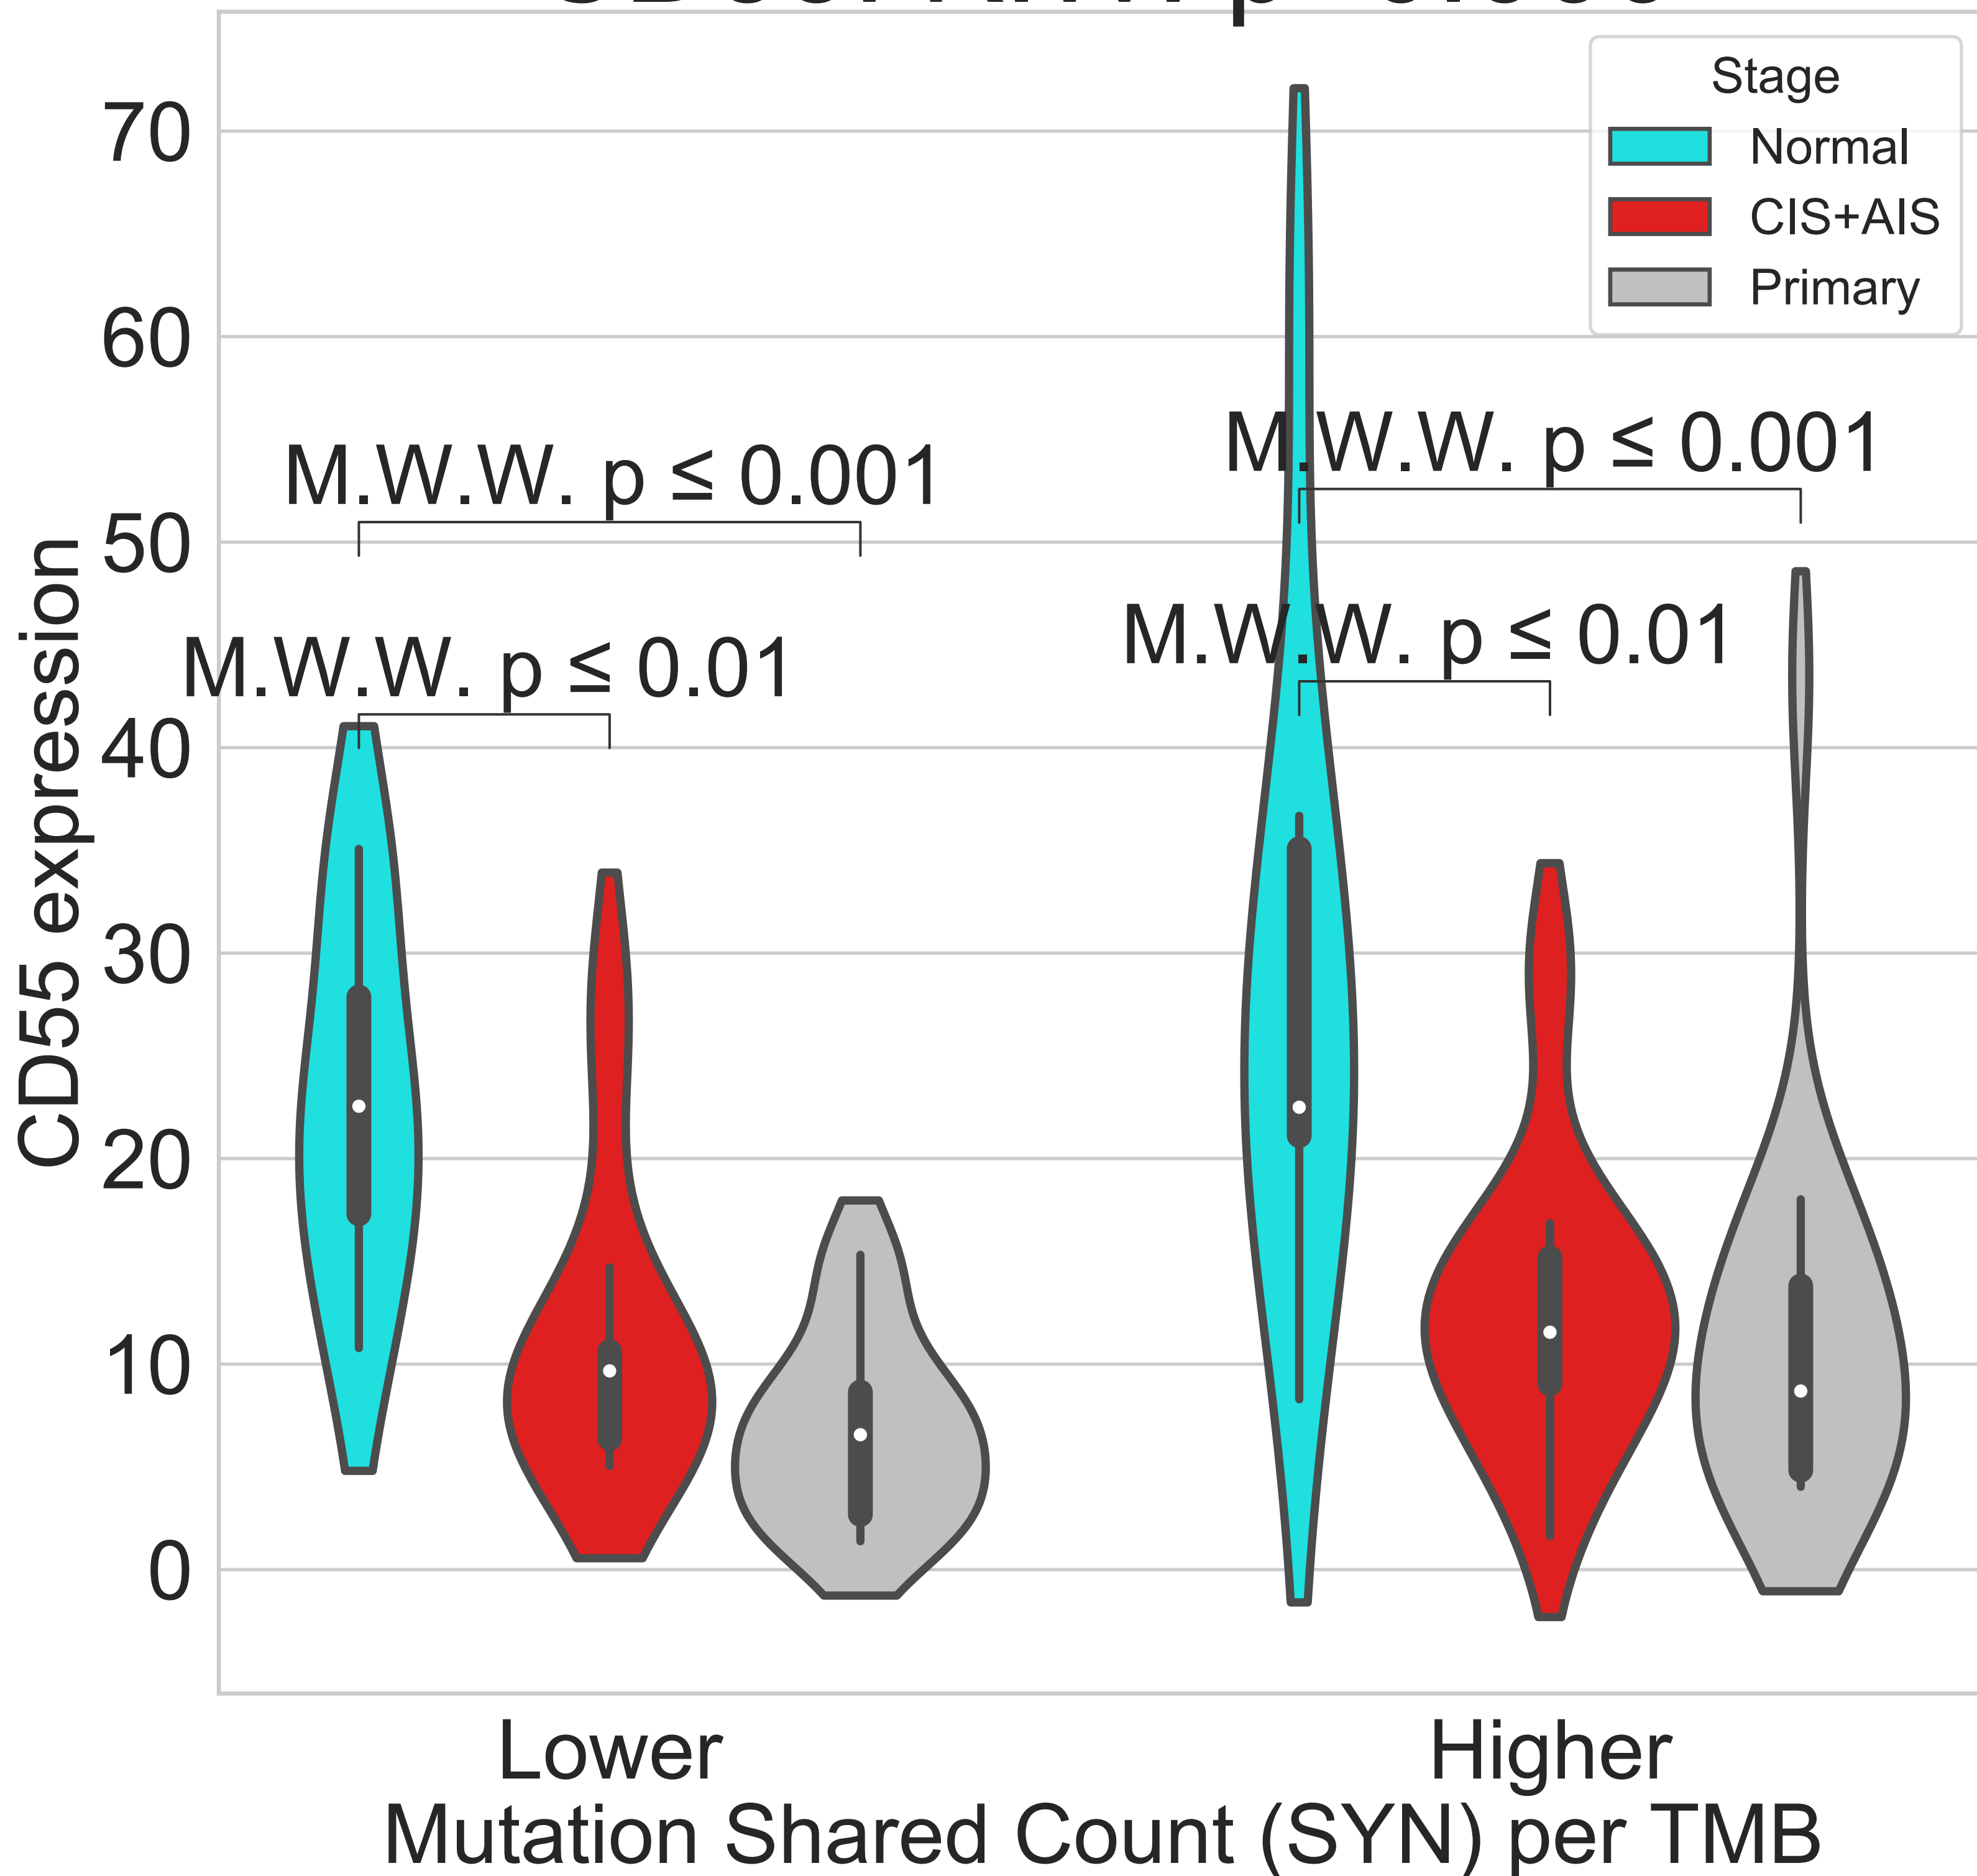 Stage
Normal
CIS+AIS
Primary
70
60
50
40
30
20
10
0
CD55 expression
M.W.W. p ≤ 0.001
M.W.W. p ≤ 0.001
M.W.W. p ≤ 0.01
M.W.W. p ≤ 0.01
Lower
Higher
Mutation Shared Count (SYN) per TMB